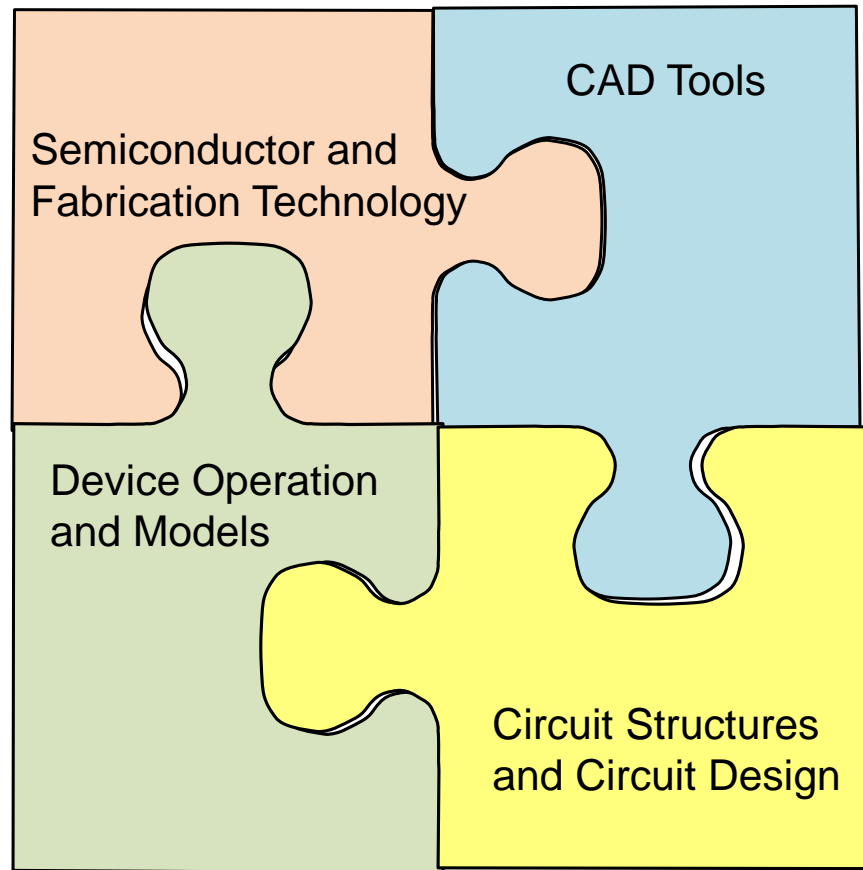 CAD Tools
Semiconductor and
Fabrication Technology
Device Operation
and Models
Circuit Structures
and Circuit Design